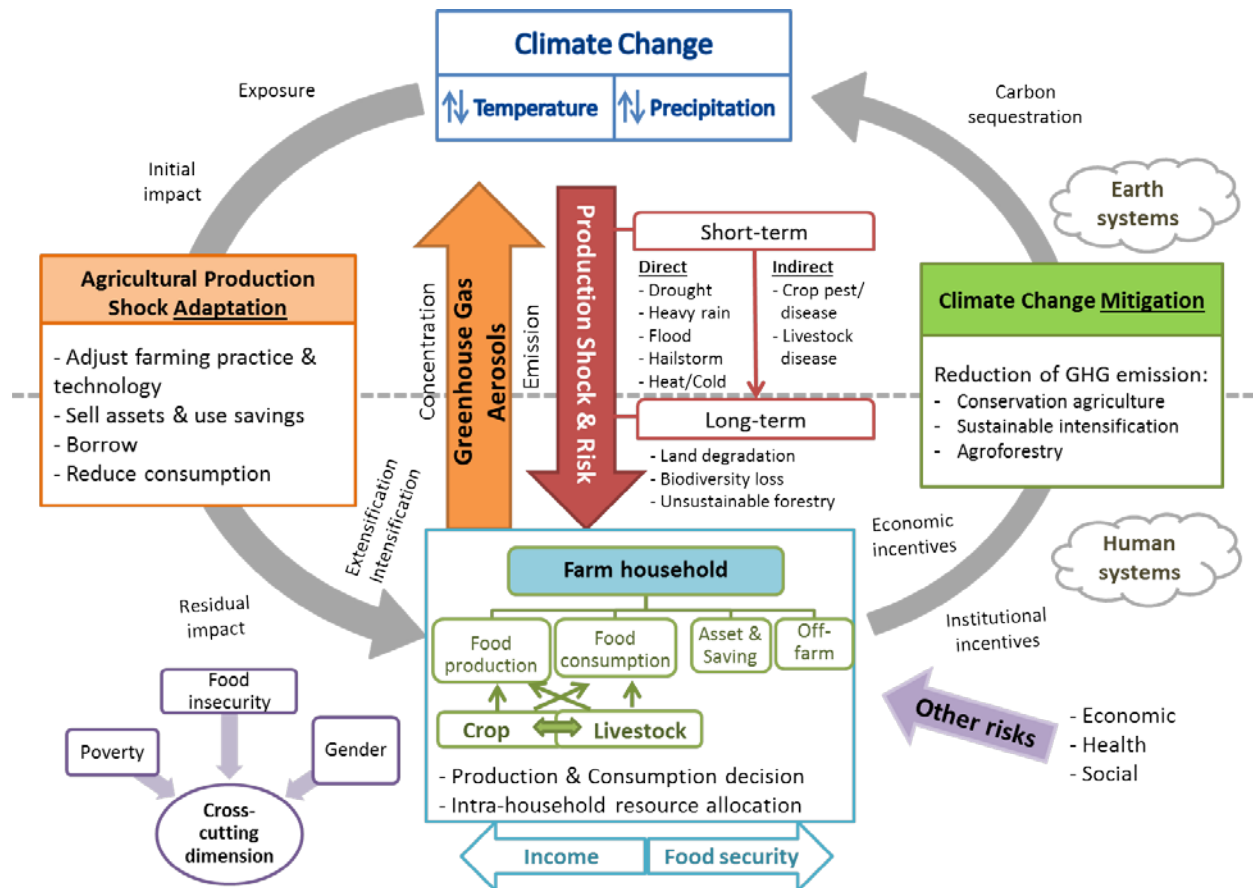 Climate Change
Temperature
Precipitation
Exposure
Initial
impact
Carbon
sequestration
Earth
systems
Agricultural Production
Shock Adaptation
- Adjust farming practice &
technology
- Sell assets & use savings
- Borrow
- Reduce consumption
Concentration
Greenhouse Gas
Aerosols
Emission
Production Shock & Risk
Short-term
Direct
- Drought
- Heavy rain
- Flood
- Hailstorm
- Heat/Cold
Indirect
- Crop pest/
disease
- Livestock
disease
Long-term
- Land degradation
- Biodiversity loss
- Unsustainable forestry
Climate Change Mitigation
Reduction of GHG emission:
- Conservation agriculture
- Sustainable intensification
- Agroforestry
Extensification
Intensification
Residual
impact
Economic
incentives
Institutional
incentives
Human
systems
Farm household
Food
production
Food
consumption
Asset &
Saving
Off-
farm
Crop
Livestock
- Production & Consumption decision
- Intra-household resource allocation
Income
Food security
Other risks
- Economic
- Health
- Social
Food
insecurity
Poverty
Gender
Cross-
cutting
dimension